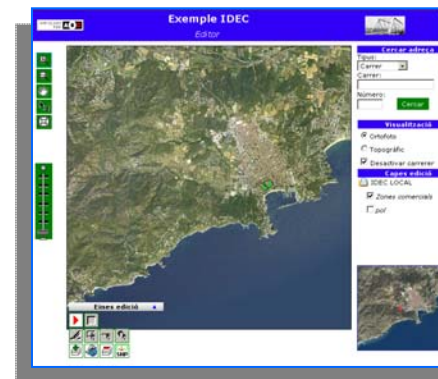 Exemple IDEC
Editor
Cercar adreça
Tipus:
Carrer
Carrer:
Número:
Cercar
Visualització
Ortofoto
Topogràfic
Desactivar carrerer
Capes edició
IDEC LOCAL
Zones comercials
pol
Eines edició